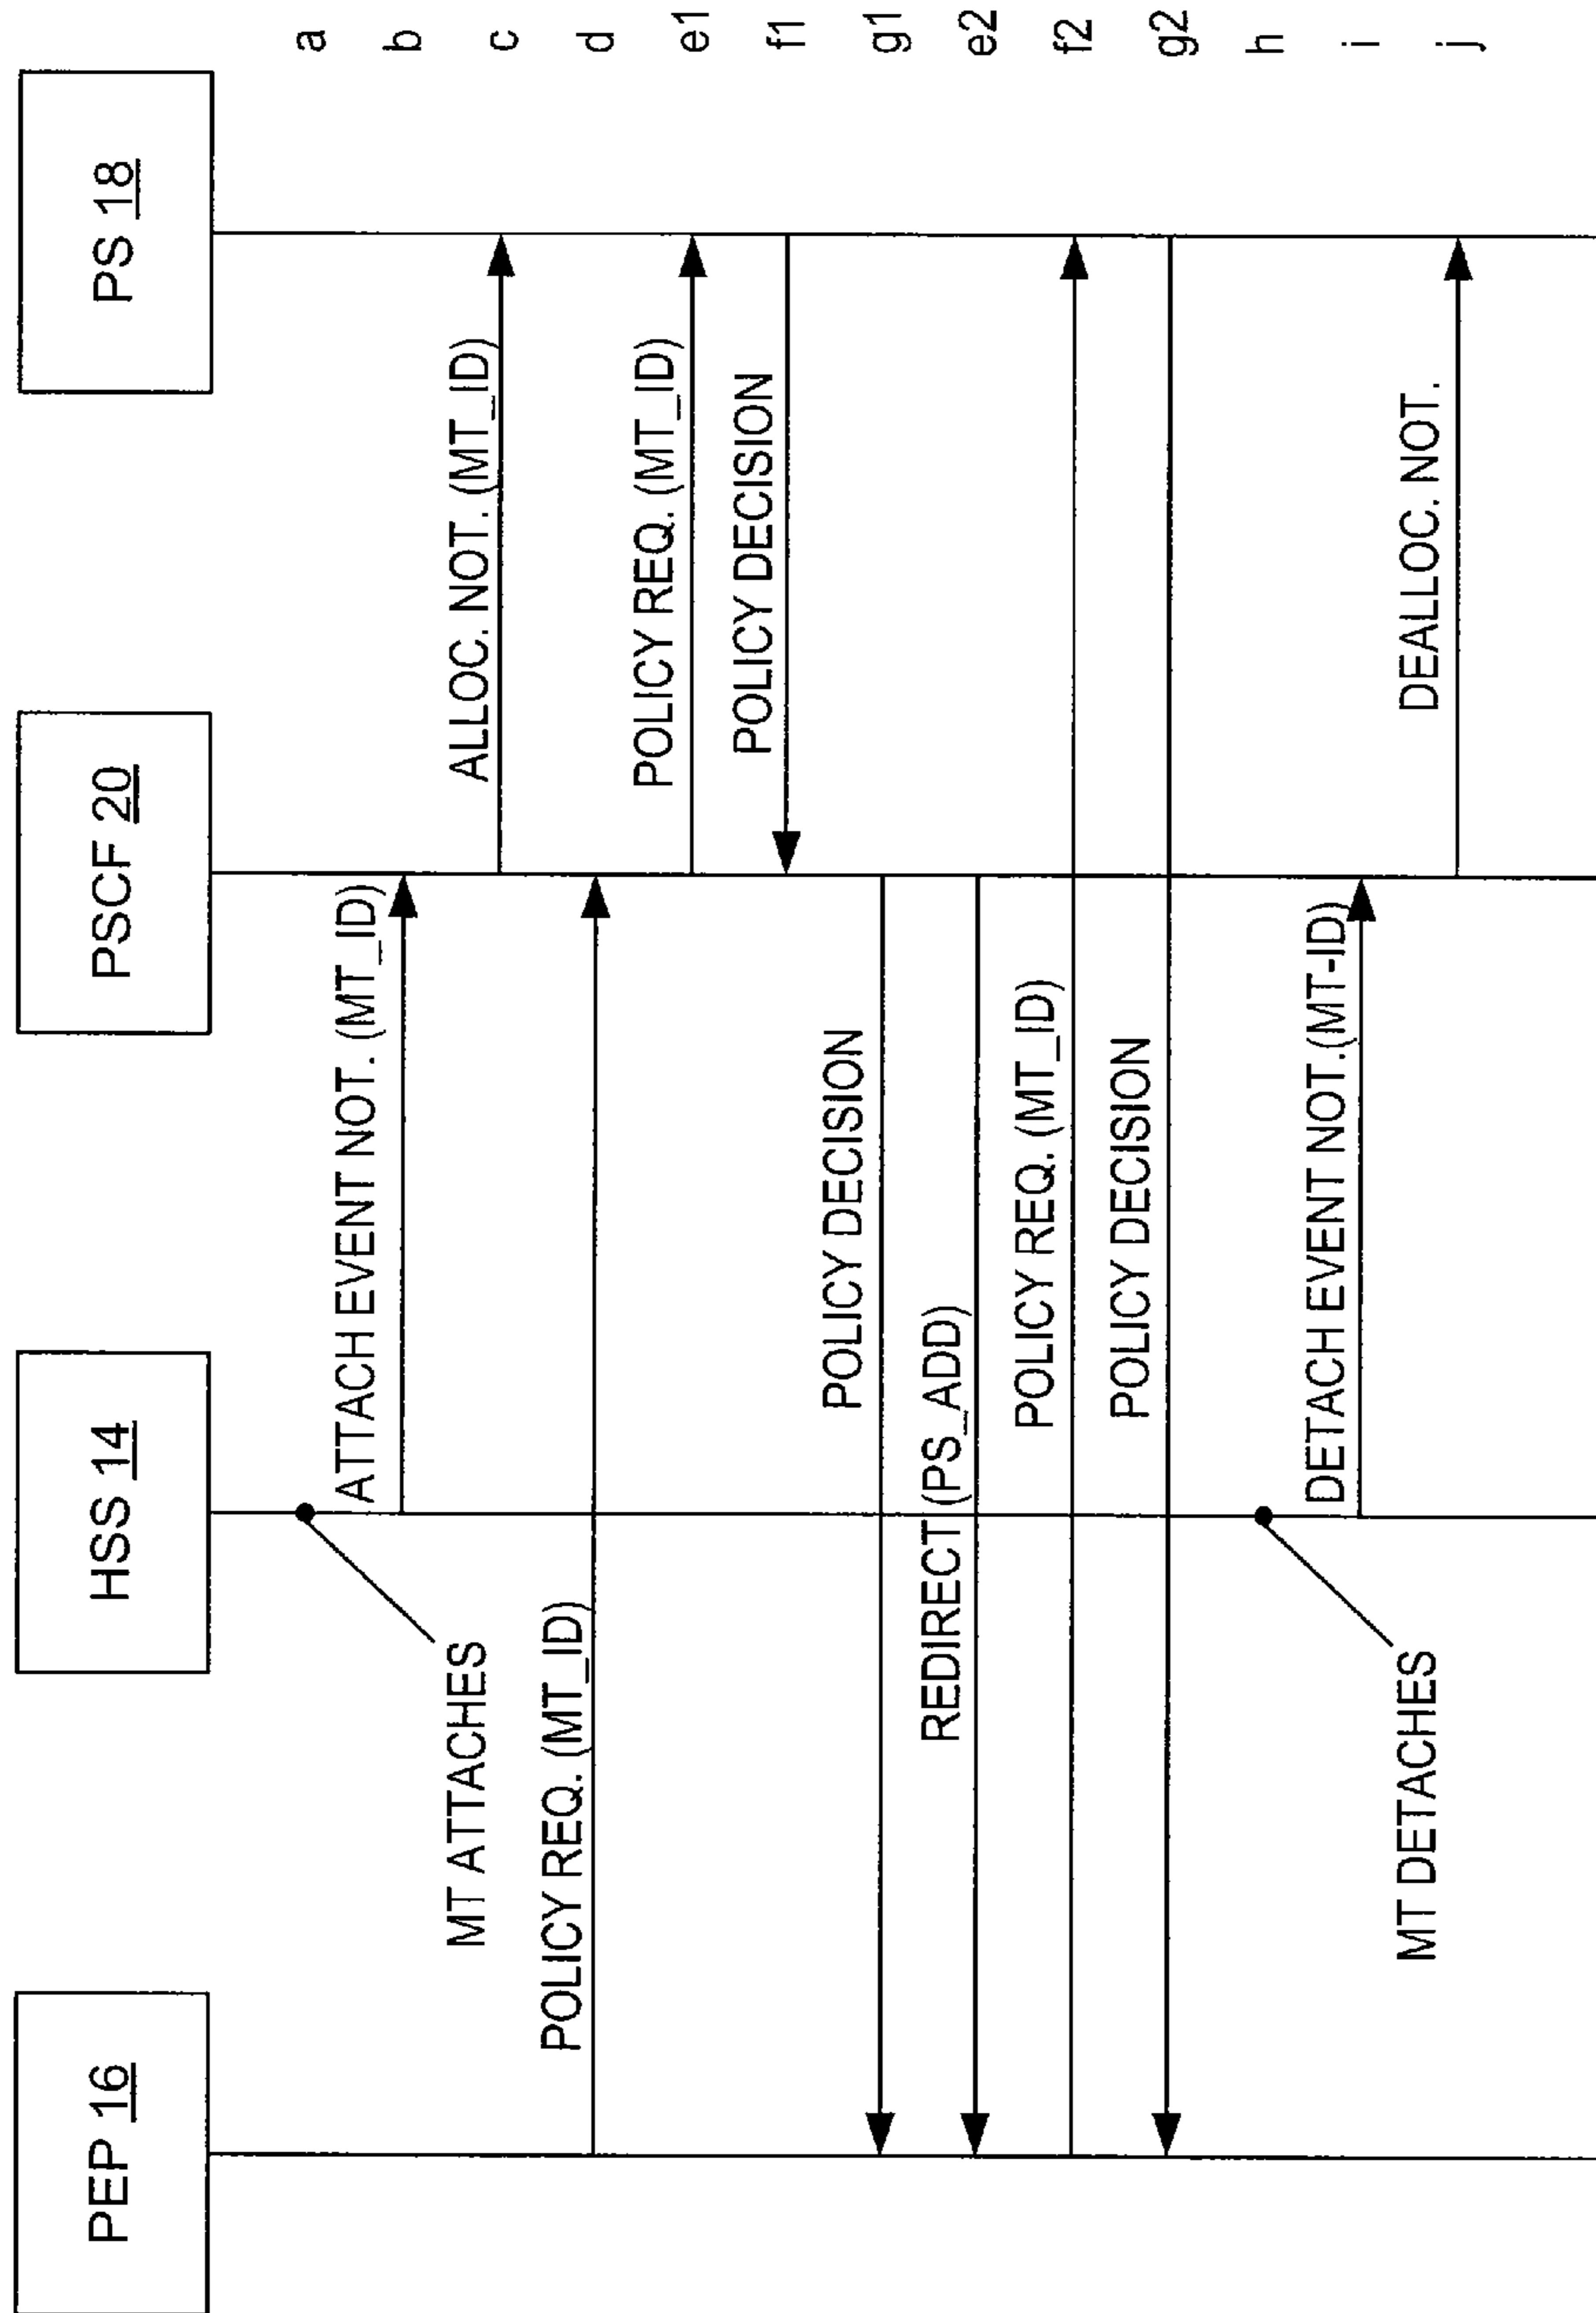 PEP 16
HSS 14
PSCF 20
PS 18
a
MT ATTACHES
ATTACH EVENT NOT. (MT_ID)
b
ALLOC. NOT. (MT_ID)
c
POLICY REQ. (MT_ID)
d
POLICY REQ. (MT_ID)
e1
POLICY DECISION
f1
POLICY DECISION
g1
REDIRECT (PS_ADD)
e2
POLICY REQ. (MT_ID)
f2
POLICY DECISION
g2
h
MT DETACHES
DETACH EVENT NOT.(MT-ID)
i
DEALLOC. NOT.
j